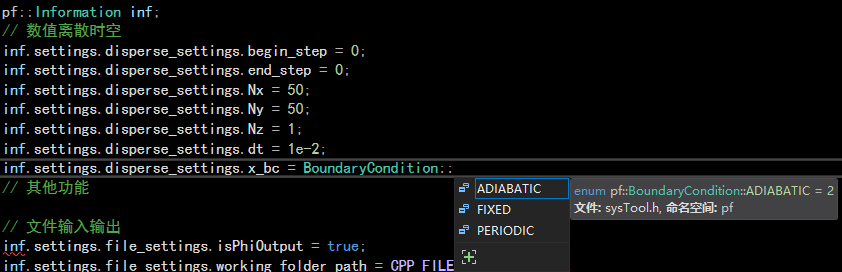 pf::Information inf;
// 数值离散时空
inf.settings.disperse_settings.begin_step = 0;
inf.settings.disperse_settings.end_step = 0;
inf.settings.disperse_settings.Nx = 50;
inf.settings.disperse_settings.Ny = 50;
inf.settings.disperse_settings.Nz = 1;
inf.settings.disperse_settings.dt = 1e-2;
inf.settings.disperse_settings.x_bc = BoundaryCondition::
// 其他功能
ADIABATIC
FIXED
PERIODIC
enum pf::BoundaryCondition::ADIABATIC = 2
文件: sysTool.h, 命名空间: pf
// 文件输入输出
inf.settings.file_settings.isPhiOutput = true;
inf.settings.file_settings.working_folder_path = CPP_FILE